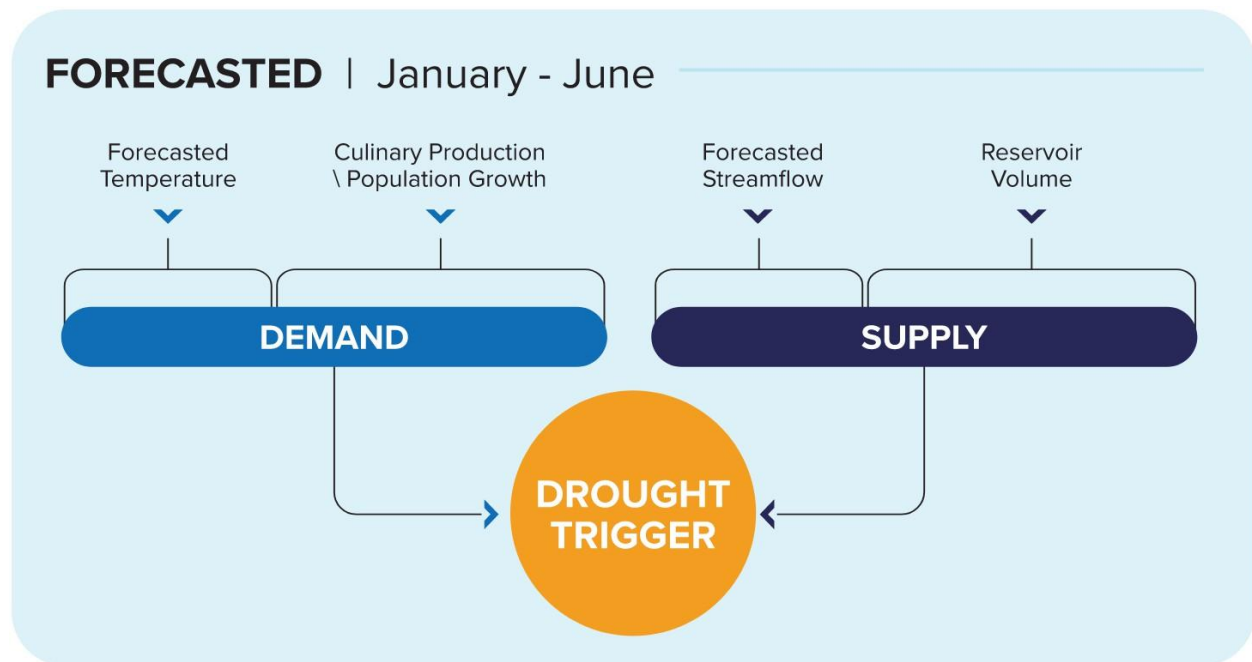 FORECASTED | January - June
Forecasted
Temperature
Culinary Production
\ Population Growth
Forecasted
Streamflow
Reservoir
Volume
DEMAND
SUPPLY
DROUGHT
TRIGGER